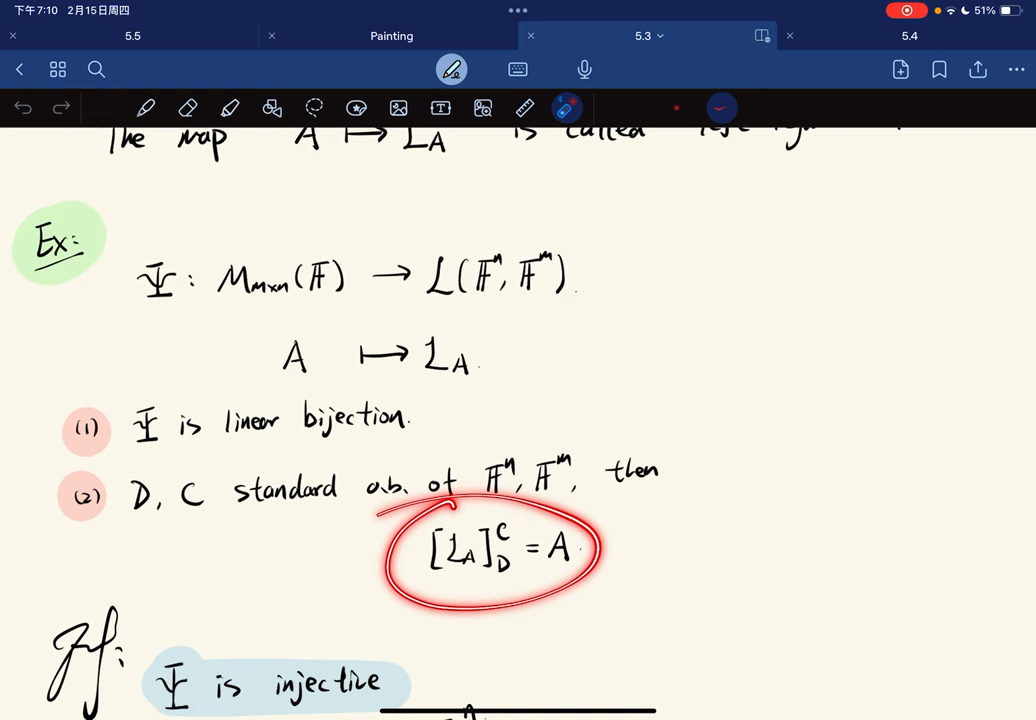 下午7:10 2月15日周四
51%
5.5
Painting
5.3
5.4
The map A ↦ L_A is called
Ex:
Ψ: M_{m×n}(𝔽) → L(𝔽^n, 𝔽^m).
A ↦ L_A.
(1) Ψ is linear bijection.
(2) D, C standard o.b. of 𝔽^n, 𝔽^m, then
[L_A]_D^C = A.
Pf:
Ψ is injective